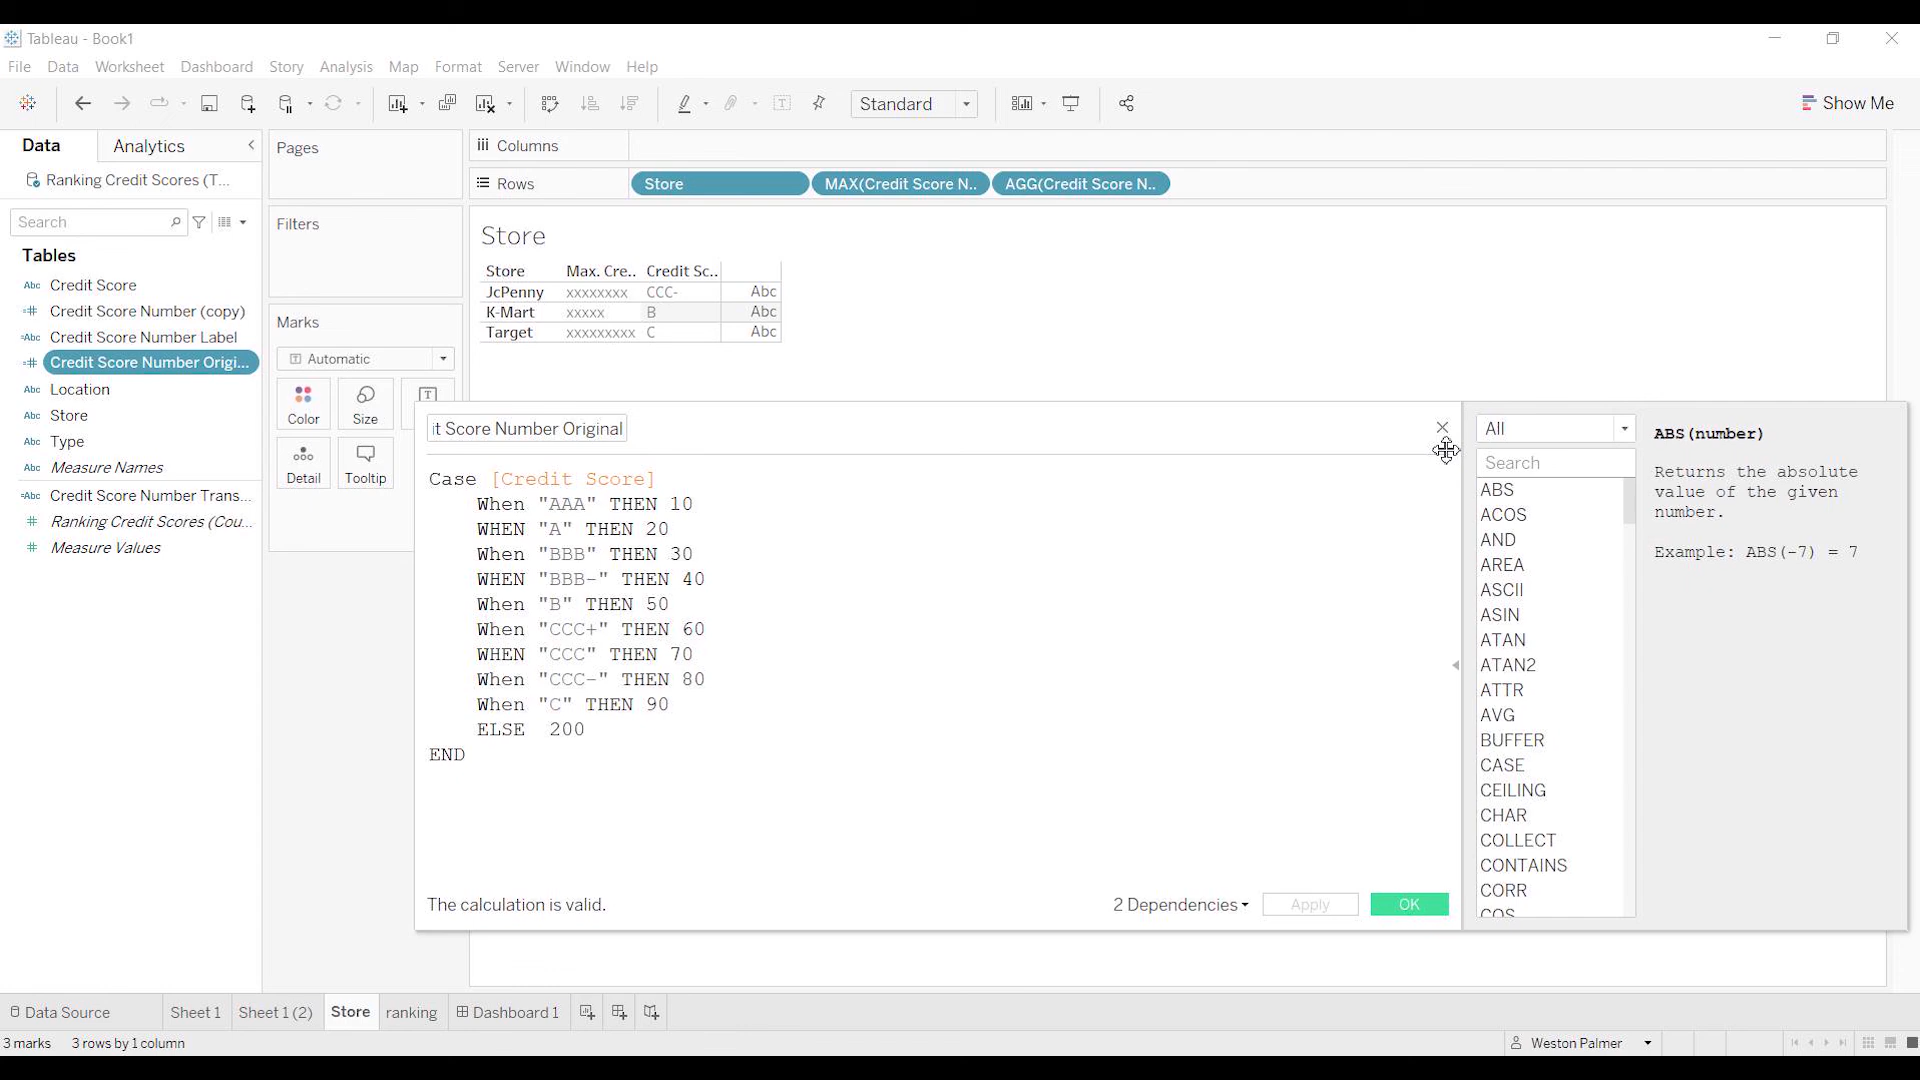 Tableau - Book1
File Data Worksheet Dashboard Story Analysis Map Format Server Window Help
Standard
Show Me
Data Analytics
Pages
Columns
Ranking Credit Scores (T...
Rows Store MAX(Credit Score N.. AGG(Credit Score N..
Search
Filters
Store
Tables
Store Max. Cre.. Credit Sc..
Abc Credit Score
JcPenny xxxxxxxx CCC- Abc
=# Credit Score Number (copy)
K-Mart xxxxx B Abc
Marks
Target xxxxxxxxx C Abc
=Abc Credit Score Number Label
Automatic
=# Credit Score Number Origi...
Abc Location
Abc Store
Color Size
Abc Type
Measure Names
Detail Tooltip
Abc Credit Score Number Trans...
# Ranking Credit Scores (Cou...
# Measure Values
it Score Number Original
Case [Credit Score]
When "AAA" THEN 10
WHEN "A" THEN 20
When "BBB" THEN 30
WHEN "BBB-" THEN 40
When "B" THEN 50
When "CCC+" THEN 60
WHEN "CCC" THEN 70
When "CCC-" THEN 80
When "C" THEN 90
ELSE 200
END
The calculation is valid.
2 Dependencies Apply OK
All
Search
ABS
ACOS
AND
AREA
ASCII
ASIN
ATAN
ATAN2
ATTR
AVG
BUFFER
CASE
CEILING
CHAR
COLLECT
CONTAINS
CORR
COS
ABS(number)
Returns the absolute
value of the given
number.
Example: ABS(-7) = 7
Data Source Sheet 1 Sheet 1 (2) Store ranking Dashboard 1
3 marks 3 rows by 1 column
Weston Palmer